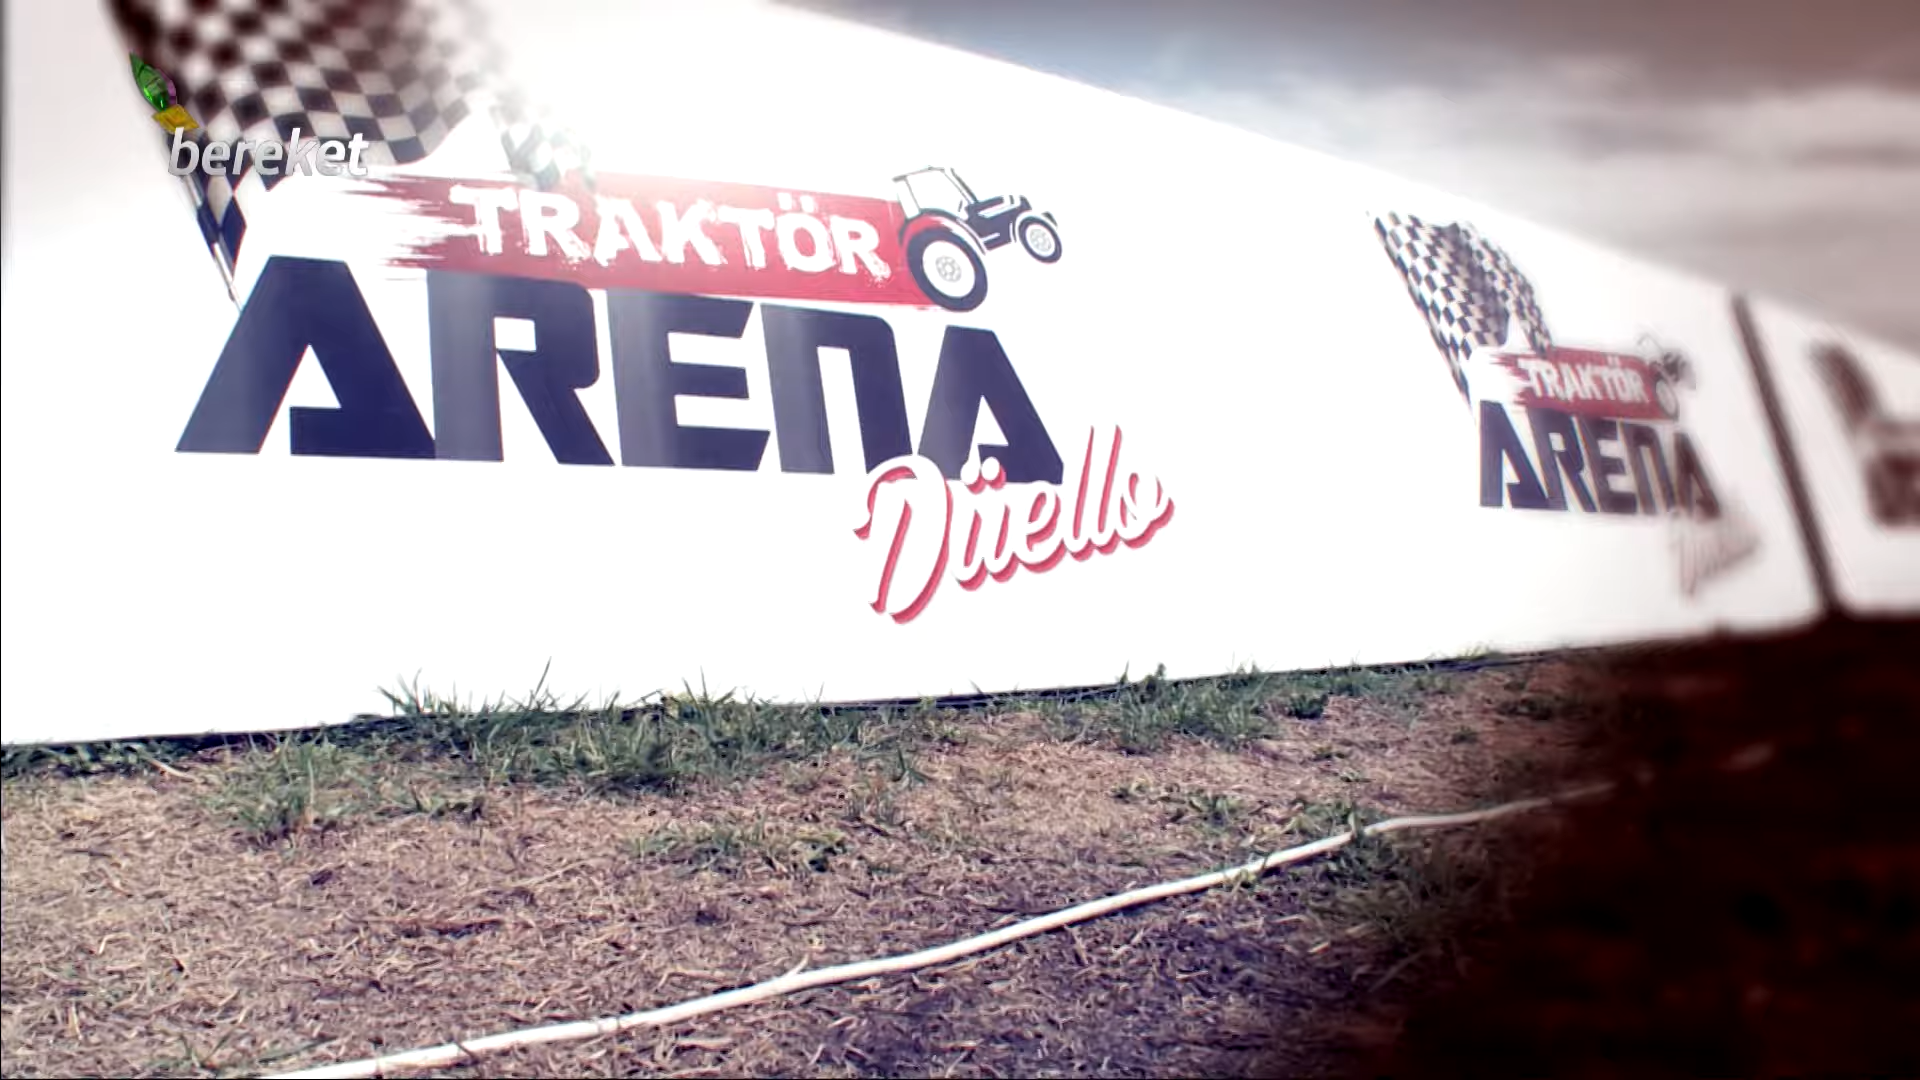 bereket
TRAKTÖR
ARENA
Düello
TRAKTÖR
ARENA